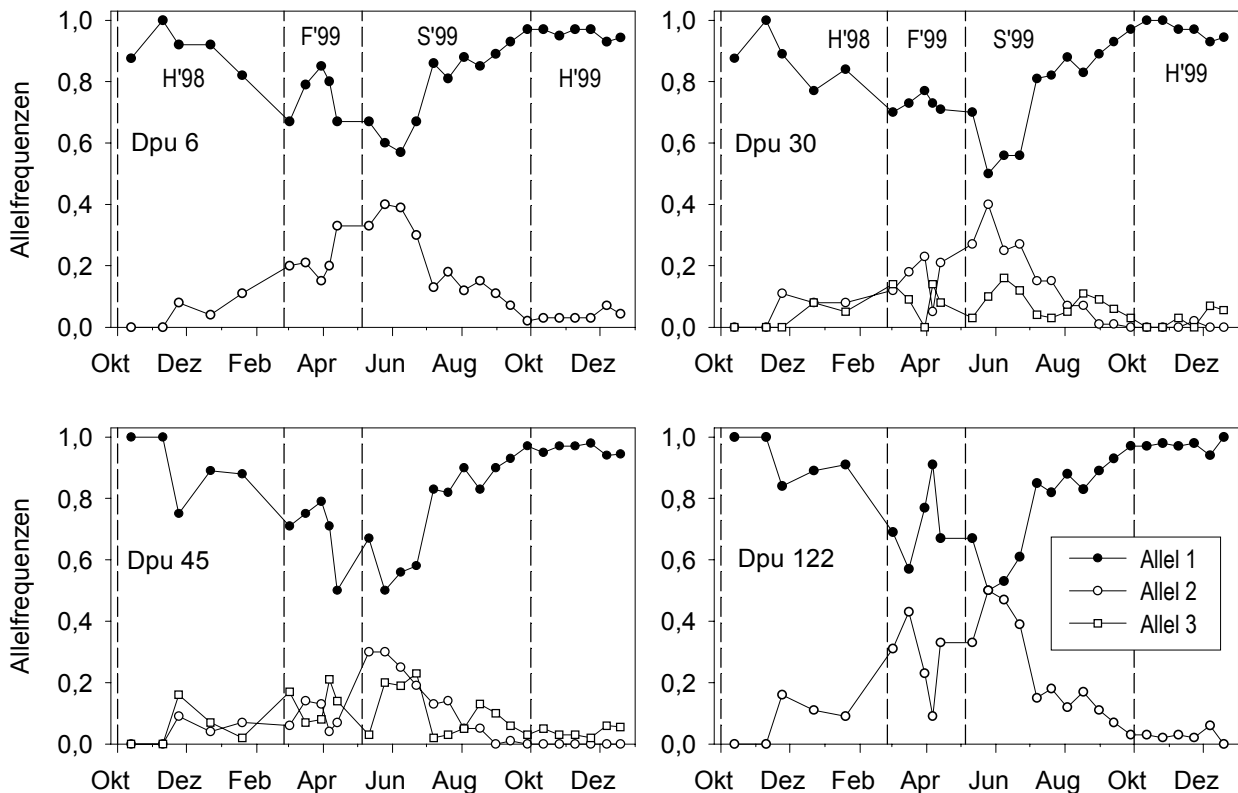 Allelfrequenzen
1,0
0,8
0,6
0,4
0,2
0,0
H'98
F'99
S'99
H'99
Dpu 6
Okt Dez Feb Apr Jun Aug Okt Dez
1,0
0,8
0,6
0,4
0,2
0,0
H'98
F'99
S'99
H'99
Dpu 30
Okt Dez Feb Apr Jun Aug Okt Dez
Allelfrequenzen
1,0
0,8
0,6
0,4
0,2
0,0
Dpu 45
Okt Dez Feb Apr Jun Aug Okt Dez
1,0
0,8
0,6
0,4
0,2
0,0
Dpu 122
Allel 1
Allel 2
Allel 3
Okt Dez Feb Apr Jun Aug Okt Dez